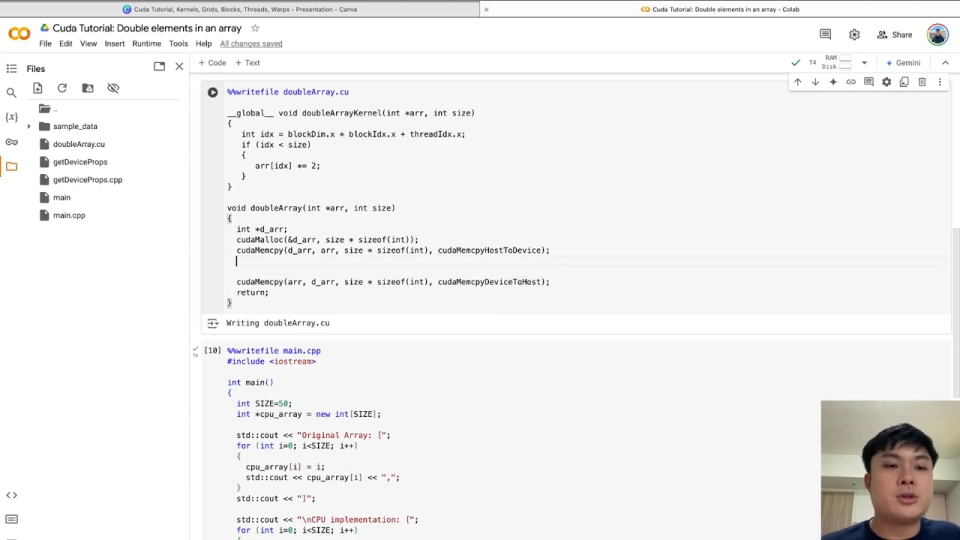 Cuda Tutorial, Kernels, Grids, Blocks, Threads, Warps - Presentation - Canva
Cuda Tutorial: Double elements in an array - Colab
Cuda Tutorial: Double elements in an array
File Edit View Insert Runtime Tools Help All changes saved
Share
+ Code + Text
T4 RAM Disk
Gemini
Files
..
sample_data
doubleArray.cu
getDeviceProps
getDeviceProps.cpp
main
main.cpp
%%writefile doubleArray.cu
__global__ void doubleArrayKernel(int *arr, int size)
{
int idx = blockDim.x * blockIdx.x + threadIdx.x;
if (idx < size)
{
arr[idx] *= 2;
}
}
void doubleArray(int *arr, int size)
{
int *d_arr;
cudaMalloc(&d_arr, size * sizeof(int));
cudaMemcpy(d_arr, arr, size * sizeof(int), cudaMemcpyHostToDevice);
cudaMemcpy(arr, d_arr, size * sizeof(int), cudaMemcpyDeviceToHost);
return;
}
Writing doubleArray.cu
[10] %%writefile main.cpp
#include <iostream>
int main()
{
int SIZE=50;
int *cpu_array = new int[SIZE];
std::cout << "Original Array: [";
for (int i=0; i<SIZE; i++)
{
cpu_array[i] = i;
std::cout << cpu_array[i] << ",";
}
std::cout << "]";
std::cout << "\nCPU implementation: [";
for (int i=0; i<SIZE; i++)
{